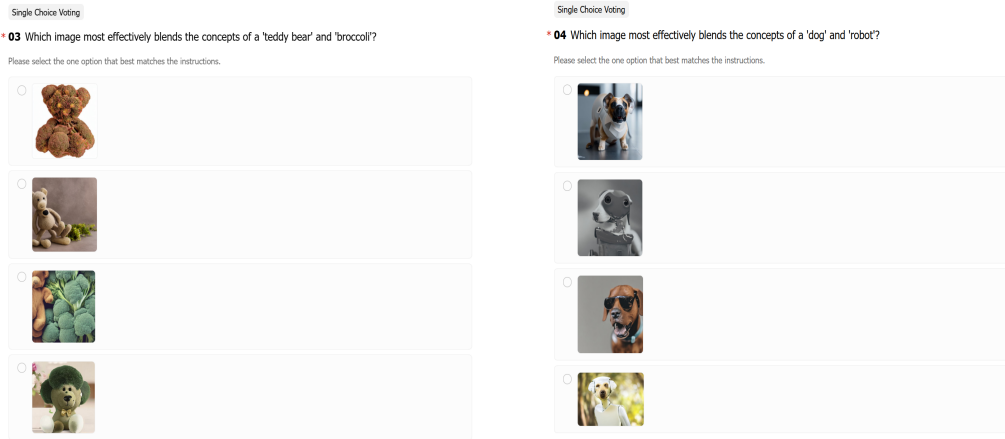 Single Choice Voting
* 03 Which image most effectively blends the concepts of a 'teddy bear' and 'broccoli'?
Please select the one option that best matches the instructions.
Single Choice Voting
* 04 Which image most effectively blends the concepts of a 'dog' and 'robot'?
Please select the one option that best matches the instructions.